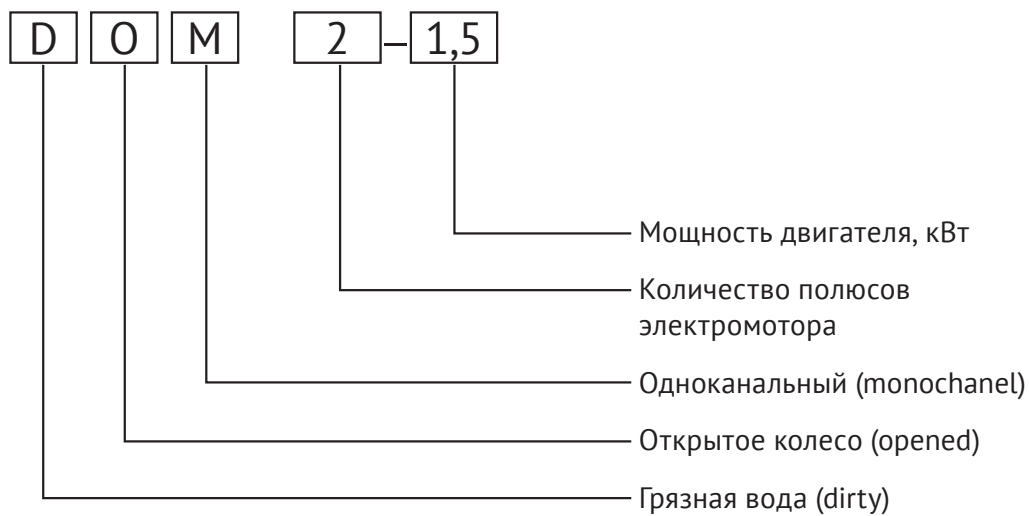 D O M 2–1,5
Мощность двигателя, кВт
Количество полюсов
электромотора
Одноканальный (monochanel)
Открытое колесо (opened)
Грязная вода (dirty)